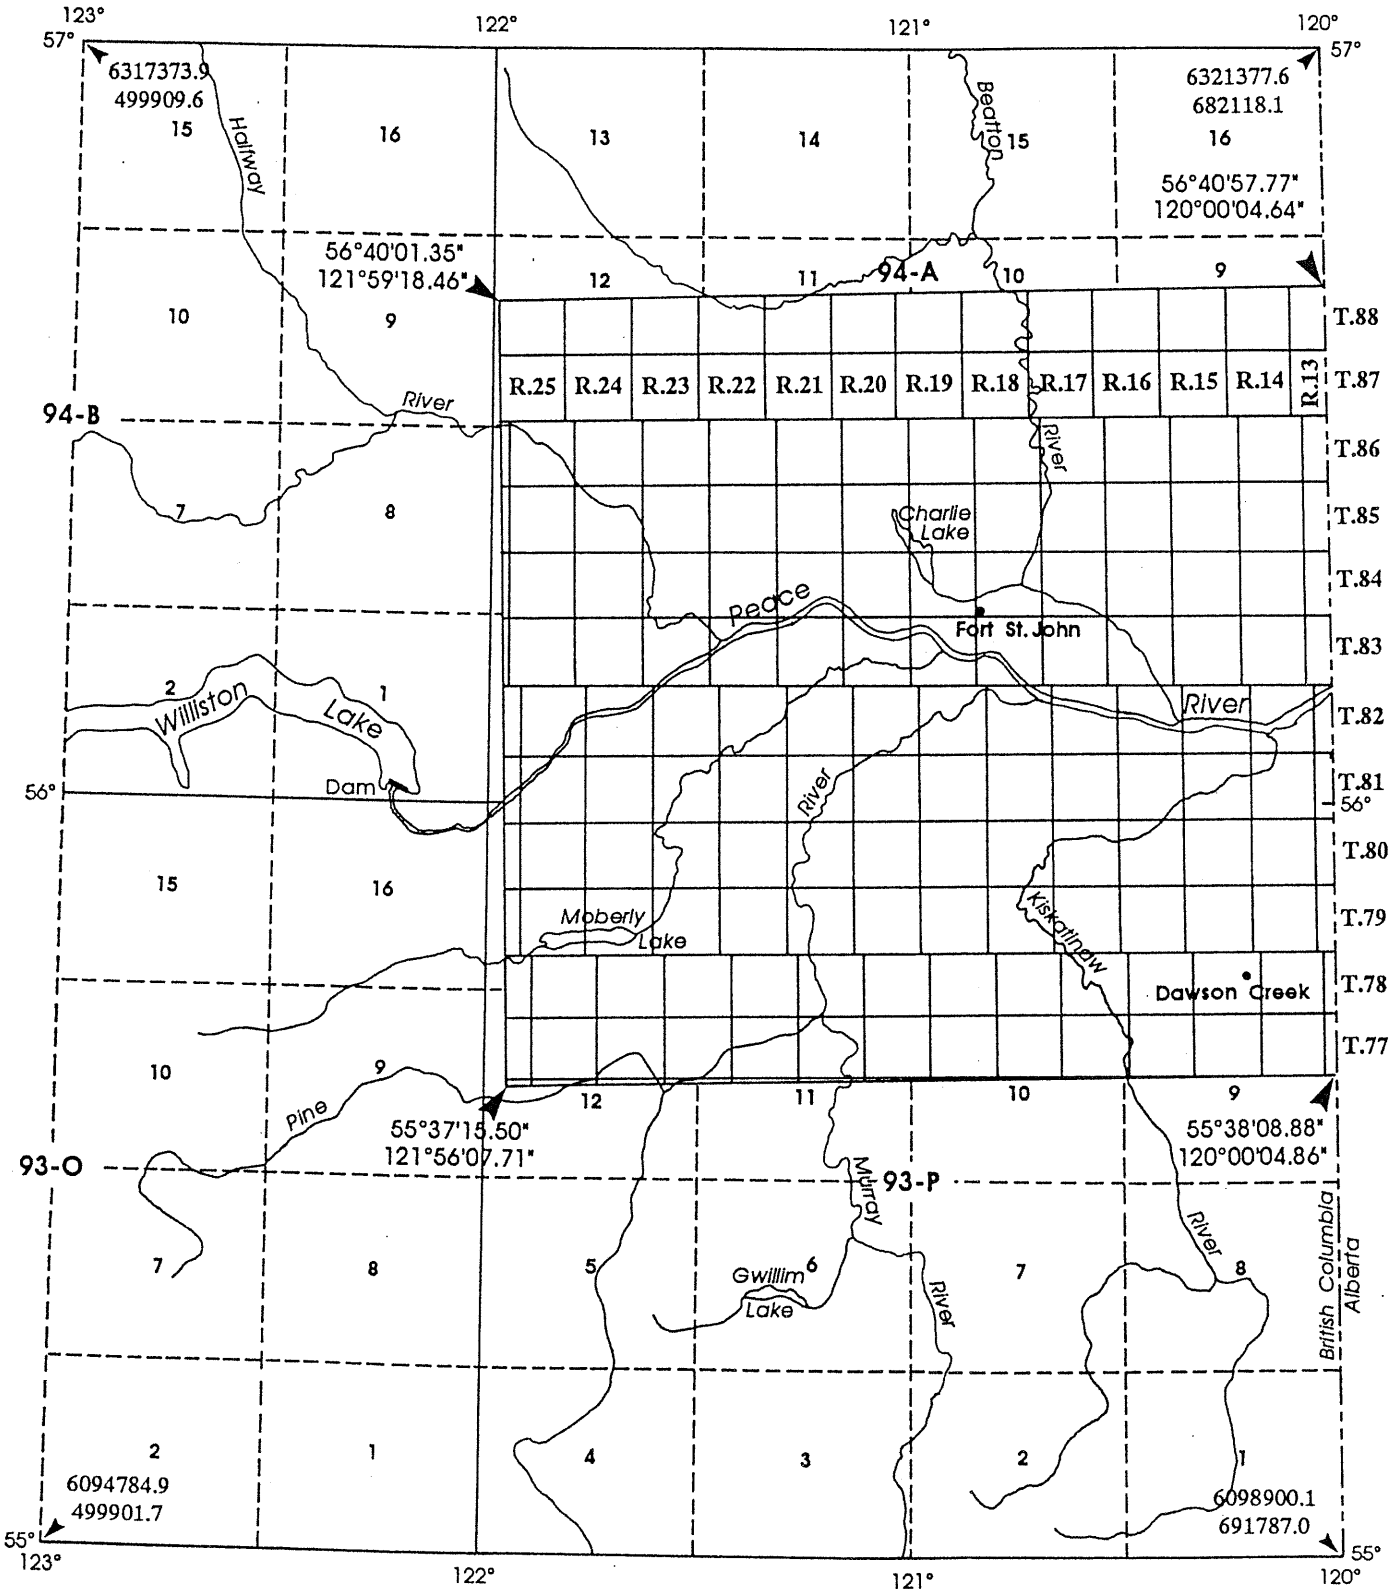 123°
122°
121°
120°
57°
57°
6317373.9
499909.6
6321377.6
682118.1
15
16
13
14
15
16
Halfway
Beatton
56°40'57.77"
120°00'04.64"
56°40'01.35"
121°59'18.46"
12
11
94-A
10
9
10
9
T.88
R.25
R.24
R.23
R.22
R.21
R.20
R.19
R.18
R.17
R.16
R.15
R.14
R.13
T.87
94-B
River
River
T.86
7
8
Charlie
Lake
T.85
T.84
Peace
Fort St. John
T.83
2
1
Williston
Lake
River
T.82
Dam
River
T.81
56°
56°
T.80
15
16
Moberly
Lake
Kiskatinaw
T.79
Dawson Creek
T.78
T.77
10
9
12
11
10
9
Pine
55°37'15.50"
121°56'07.71"
55°38'08.88"
120°00'04.86"
93-O
93-P
Murray
River
British Columbia
Alberta
7
8
5
6
7
8
Gwillim
Lake
River
2
1
4
3
2
1
6094784.9
499901.7
6098900.1
691787.0
55°
55°
123°
122°
121°
120°